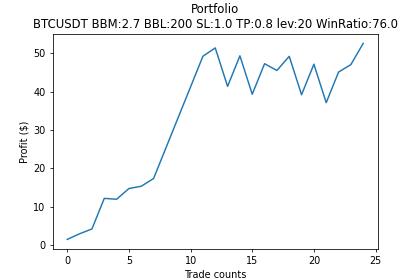 Portfolio
BTCUSDT BBM:2.7 BBL:200 SL:1.0 TP:0.8 lev:20 WinRatio:76.0
50
40
30
20
10
0
Profit ($)
0 5 10 15 20 25
Trade counts